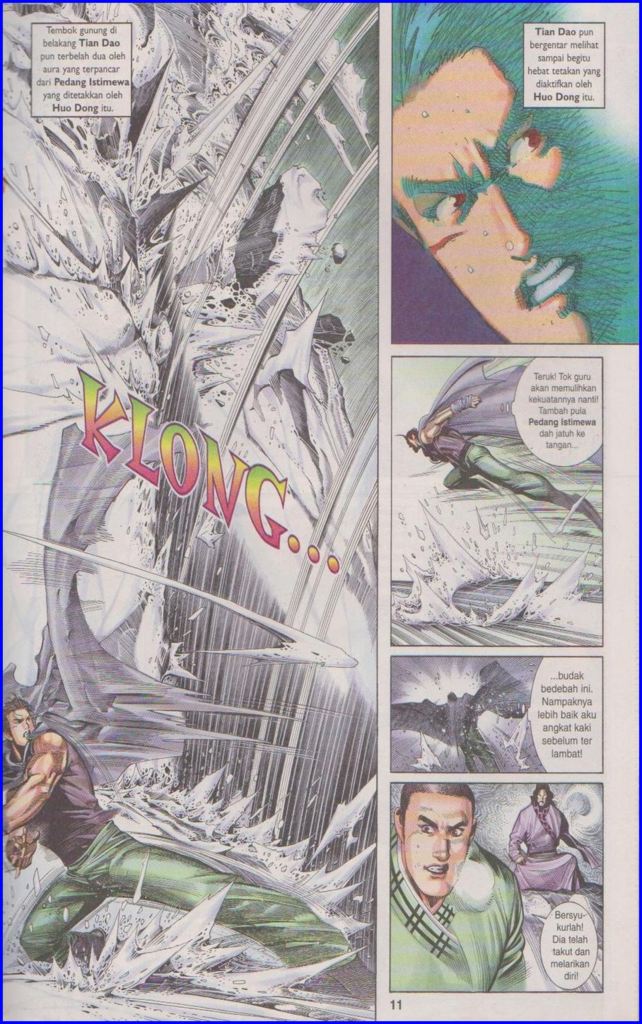 Tembok gunung di
belakang Tian Dao
pun terbelah dua oleh
aura yang terpancar
dari Pedang Istimewa
yang ditetakkan oleh
Huo Dong itu.
KLONG...
Tian Dao pun
bergentar melihat
sampai begitu
hebat tetakan yang
diaktifkan oleh
Huo Dong itu.
Teruk! Tok guru
akan memulihkan
kekuatannya nanti!
Tambah pula
Pedang Istimewa
dah jatuh ke
tangan...
...budak
bedebah ini.
Nampaknya
lebih baik aku
angkat kaki
sebelum ter
lambat!
Bersyu-
kurlah!
Dia telah
takut dan
melarikan
diri!
11